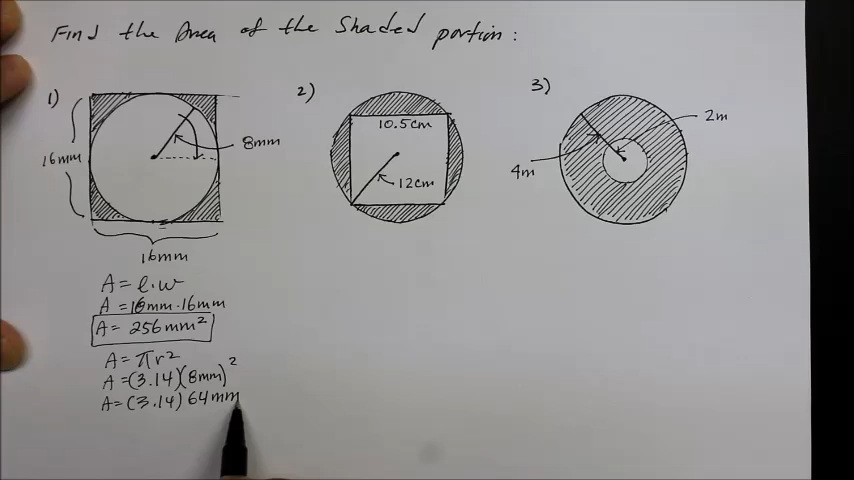 Find the Area of the Shaded portion:
1)
16mm
8mm
16mm
A = l·w
A = 16mm·16mm
A = 256mm²
A = πr²
A = (3.14)(8mm)²
A = (3.14) 64mm
2)
10.5cm
12cm
3)
2m
4m